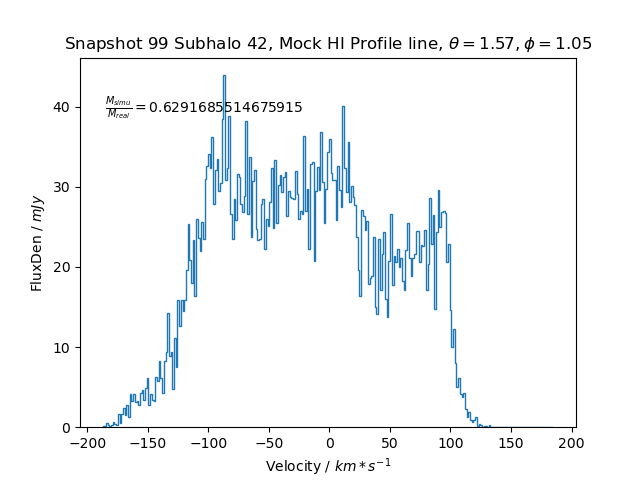 Snapshot 99 Subhalo 42, Mock HI Profile line, θ = 1.57, ϕ = 1.05
M_simu/M_real = 0.6291685514675915
FluxDen / mJy
40
30
20
10
0
−200 −150 −100 −50 0 50 100 150 200
Velocity / km * s⁻¹